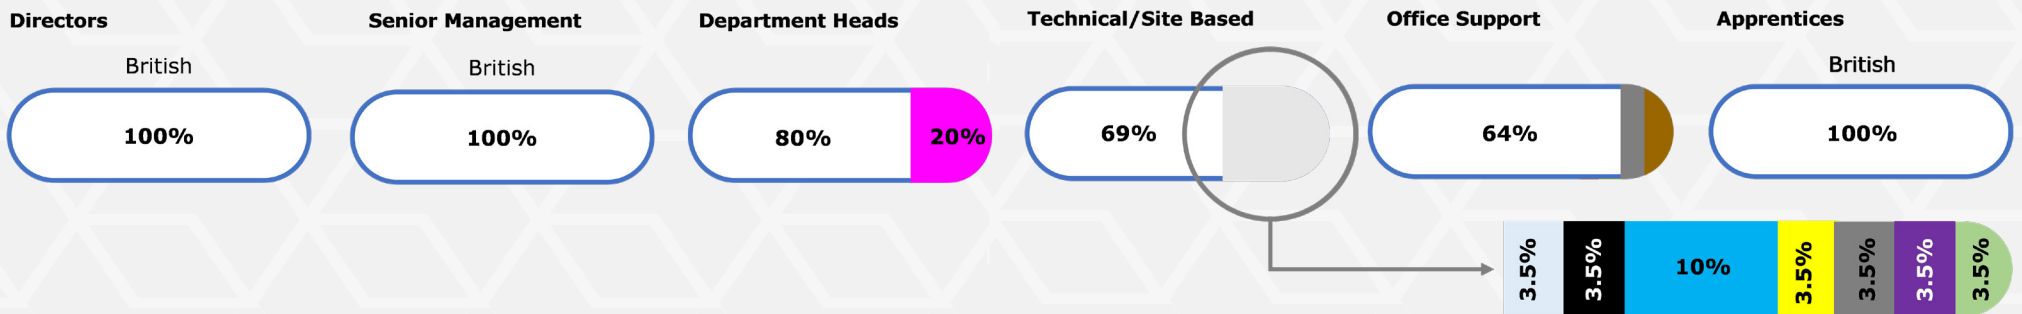 Directors
British
100%
Senior Management
British
100%
Department Heads
80%
20%
Technical/Site Based
69%
Office Support
64%
Apprentices
British
100%
3.5%
3.5%
10%
3.5%
3.5%
3.5%
3.5%